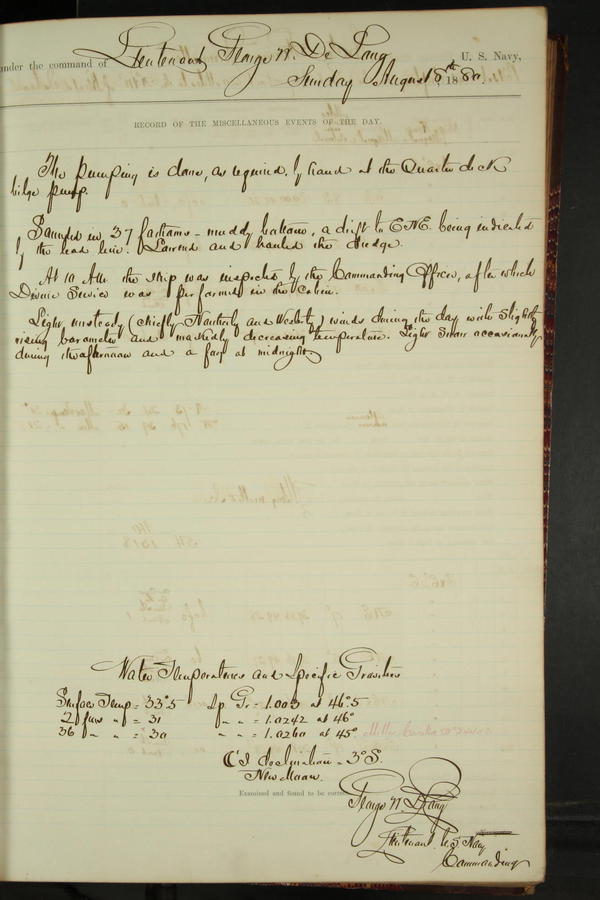 under the command of Lieutenant George W. De Long U. S. Navy,
Sunday August 1880.
RECORD OF THE MISCELLANEOUS EVENTS OF THE DAY.
The pumping is done, as required, by hand at the Quarter deck
bilge pump.
Sounded in 37 fathoms - muddy bottom, a drift to E.N.E. being indicated
by the lead line. Lowered and hauled the dredge.
At 10 A.M. the ship was inspected by the Commanding Officer, after which
Divine Service was performed in the Cabin.
Light unsteady (chiefly Northerly and Westerly) winds during the day with slightly
rising barometer and markedly decreasing temperature. Light snow occasionally
during the afternoon and a fog at midnight.
Water Temperatures and Specific Gravities
Surface Temp = 33°.5 Sp. Gr = 1.003 at 46°.5
2 fms " = 31 " " = 1.0242 at 46°
36 " " = 30 " " = 1.0260 at 45°
declination - 3° S.
New Moon.
Examined and found to be correct.
George W. De Long
Lieutenant U.S. Navy
Commanding